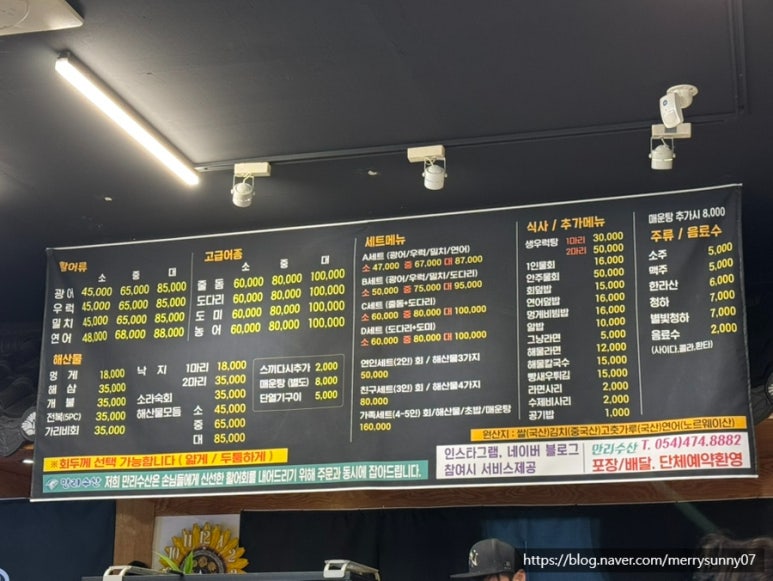 활어류
소 중 대
광어 45,000 65,000 85,000
우럭 45,000 65,000 85,000
밀치 45,000 65,000 85,000
연어 48,000 68,000 88,000
고급어종
소 중 대
줄돔 60,000 80,000 100,000
도다리 60,000 80,000 100,000
도미 60,000 80,000 100,000
농어 60,000 80,000 100,000
해산물
멍게 18,000
해삼 35,000
개불 35,000
전복(5PC) 35,000
가리비회 35,000
낙지 1마리 18,000
2마리 35,000
소라숙회 35,000
해산물모듬 소 45,000
중 65,000
대 85,000
스끼다시추가 2,000
매운탕 (별도) 8,000
단열기구이 5,000
※회두께 선택 가능합니다 ( 얇게 / 두툼하게 )
만리수산 저희 만리수산은 손님들에게 신선한 활어회를 내어드리기 위해 주문과 동시에 잡아드립니다.
세트메뉴
A세트 (광어/우럭/밀치/연어)
소 47,000 중 67,000 대 87,000
B세트 (광어/우럭/밀치/도다리)
소 50,000 중 75,000 대 95,000
C세트 (줄돔+도다리)
소 60,000 중 80,000 대 100,000
D세트 (도다리+도미)
소 60,000 중 80,000 대 100,000
연인세트(2인) 회 / 해산물3가지
50,000
친구세트(3인) 회 / 해산물4가지
80,000
가족세트(4~5인) 회/해산물/초밥/매운탕
160,000
식사 / 추가메뉴
생우럭탕 1마리 30,000
2마리 50,000
1인물회 16,000
안주물회 50,000
회덮밥 15,000
연어덮밥 16,000
멍게비빔밥 16,000
알밥 10,000
그냥라면 5,000
해물라면 12,000
해물칼국수 15,000
빵새우튀김 15,000
라면사리 2,000
수제비사리 2,000
공기밥 1,000
매운탕 추가시 8,000
주류 / 음료수
소주 5,000
맥주 5,000
한라산 6,000
청하 7,000
별빛청하 7,000
음료수 2,000
(사이다,콜라,환타)
원산지 : 쌀(국산)김치(중국산)고춧가루(국산)연어(노르웨이산)
인스타그램, 네이버 블로그
참여시 서비스제공
만리수산 T. 054)474.8882
포장/배달, 단체예약환영
https://blog.naver.com/merrysunny07